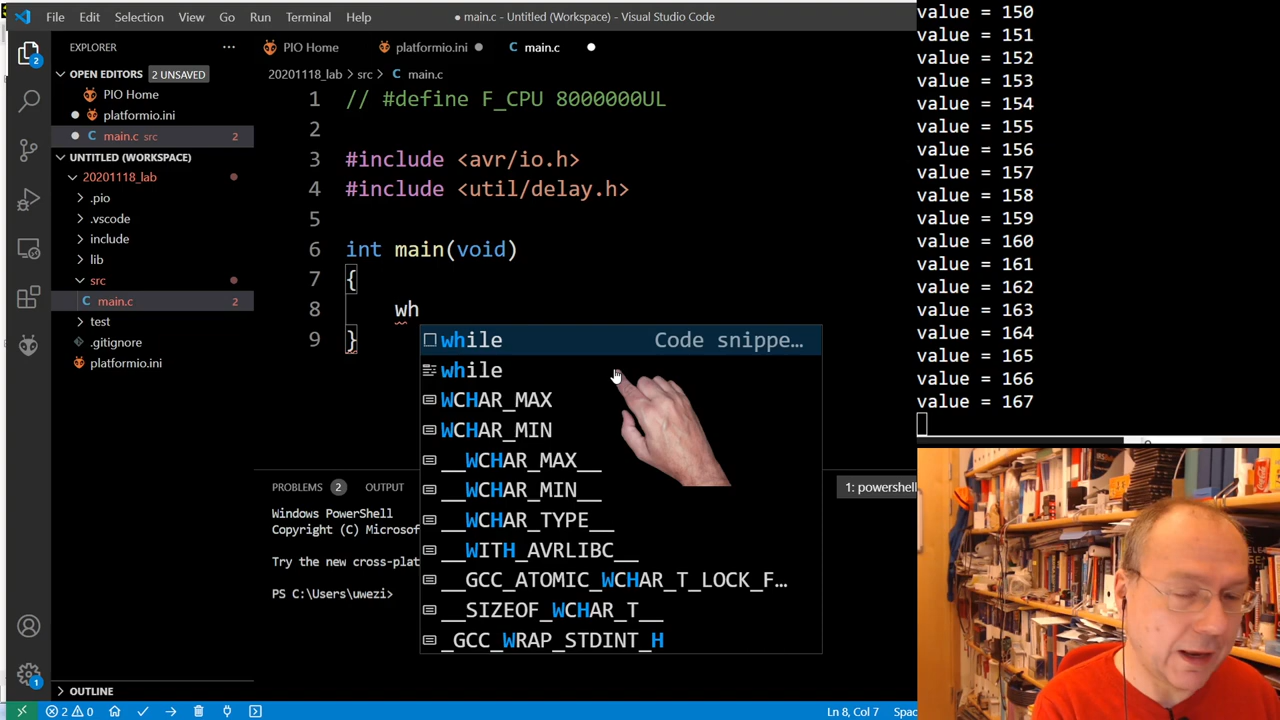 File Edit Selection View Go Run Terminal Help
● main.c - Untitled (Workspace) - Visual Studio Code
EXPLORER ···
PIO Home
platformio.ini
main.c
OPEN EDITORS 2 UNSAVED
PIO Home
platformio.ini
main.c src 2
UNTITLED (WORKSPACE)
20201118_lab
.pio
.vscode
include
lib
src
main.c 2
test
.gitignore
platformio.ini
OUTLINE
2
1
20201118_lab > src > C main.c
1 // #define F_CPU 8000000UL
2
3 #include <avr/io.h>
4 #include <util/delay.h>
5
6 int main(void)
7 {
8 wh
9 }
while Code snippe…
while
WCHAR_MAX
WCHAR_MIN
__WCHAR_MAX__
__WCHAR_MIN__
__WCHAR_TYPE__
__WITH_AVRLIBC__
__GCC_ATOMIC_WCHAR_T_LOCK_F…
__SIZEOF_WCHAR_T__
_GCC_WRAP_STDINT_H
PROBLEMS 2 OUTPUT
1: powershell
Windows PowerShell
Copyright (C) Microsof
Try the new cross-plat
PS C:\Users\uwezi>
2 0
Ln 8, Col 7 Spac
value = 150
value = 151
value = 152
value = 153
value = 154
value = 155
value = 156
value = 157
value = 158
value = 159
value = 160
value = 161
value = 162
value = 163
value = 164
value = 165
value = 166
value = 167